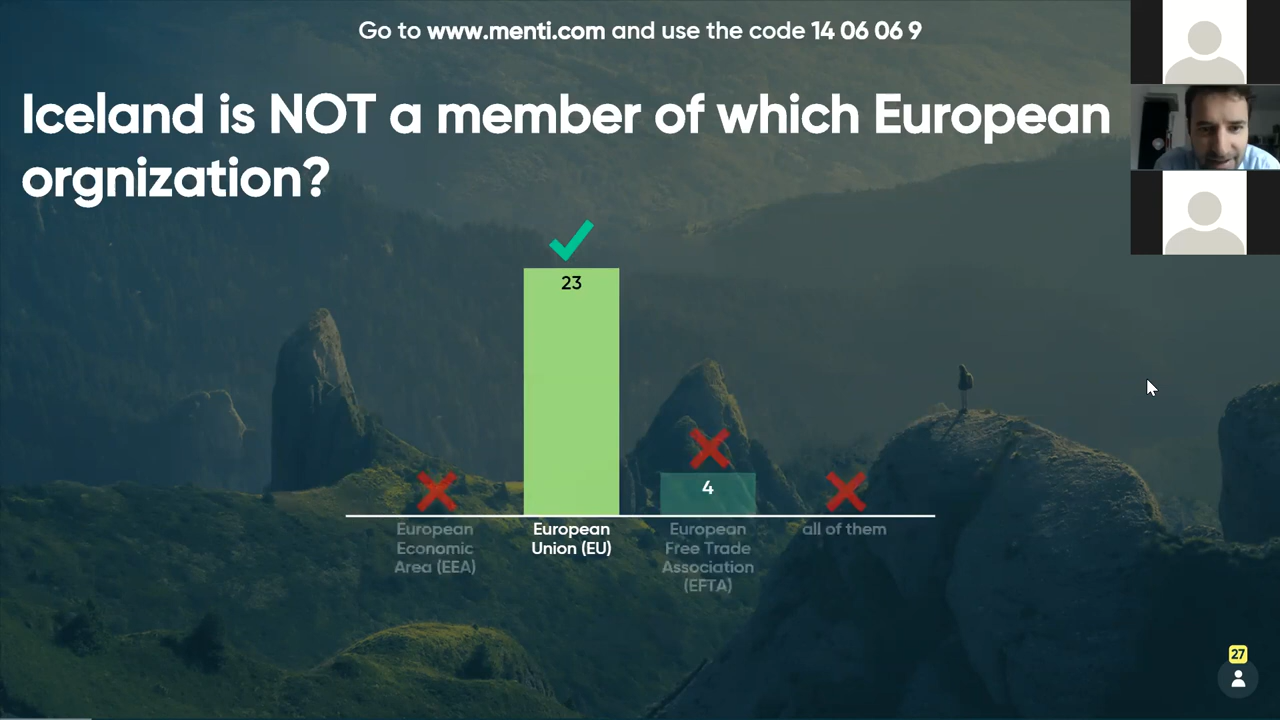 Go to www.menti.com and use the code 14 06 06 9
Iceland is NOT a member of which European
orgnization?
23
4
European
Economic
Area (EEA)
European
Union (EU)
European
Free Trade
Association
(EFTA)
all of them
27